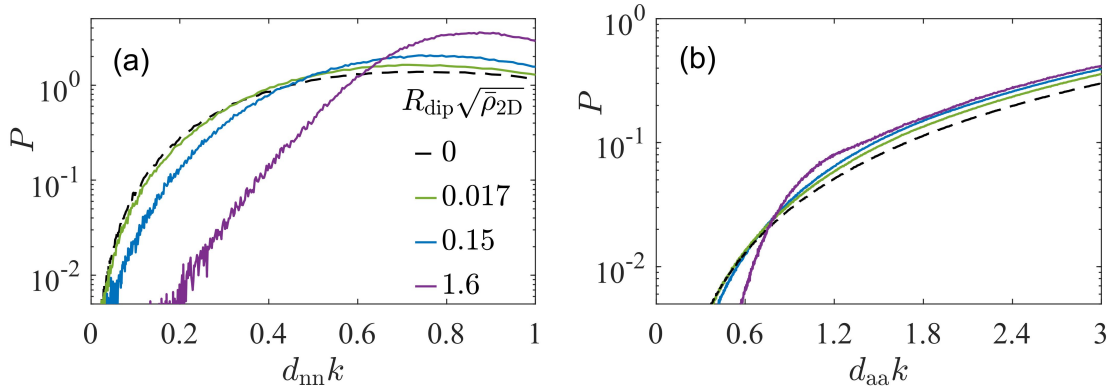 (a)
P
10^0
10^-1
10^-2
0 0.2 0.4 0.6 0.8 1
d_nn k
R_dip √ρ̄_2D
0
0.017
0.15
1.6
(b)
P
10^0
10^-1
10^-2
0 0.6 1.2 1.8 2.4 3
d_aa k